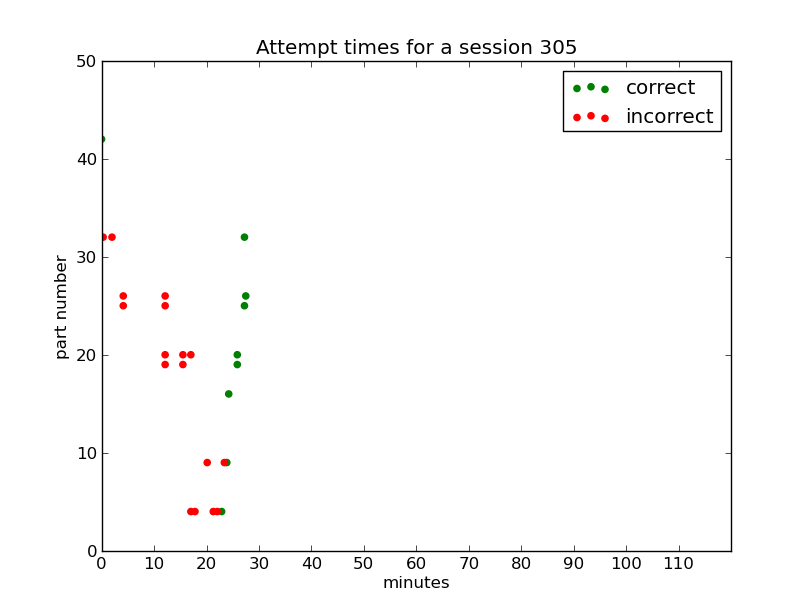 Attempt times for a session 305
correct
incorrect
50
40
30
20
10
0
part number
0 10 20 30 40 50 60 70 80 90 100 110
minutes